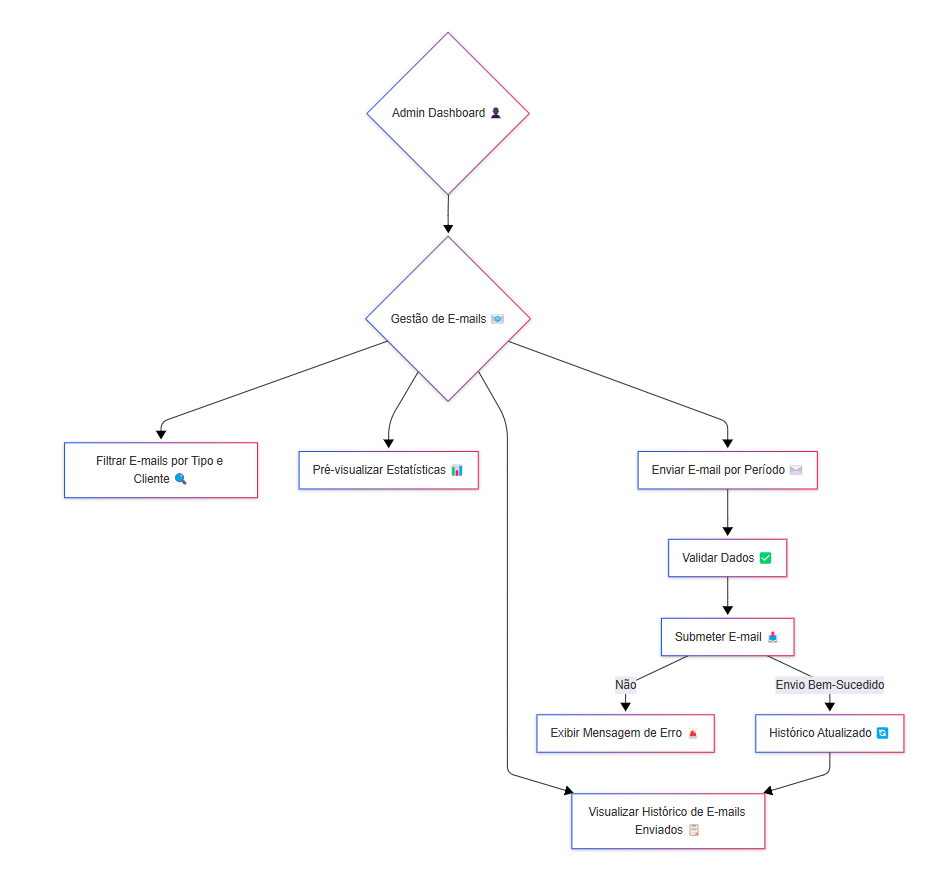 Admin Dashboard 👤
Gestão de E-mails 📧
Filtrar E-mails por Tipo e
Cliente 🔍
Pré-visualizar Estatísticas 📊
Enviar E-mail por Período ✉️
Validar Dados ✅
Submeter E-mail 📤
Não
Envio Bem-Sucedido
Exibir Mensagem de Erro 🚨
Histórico Atualizado 🔄
Visualizar Histórico de E-mails
Enviados 📋